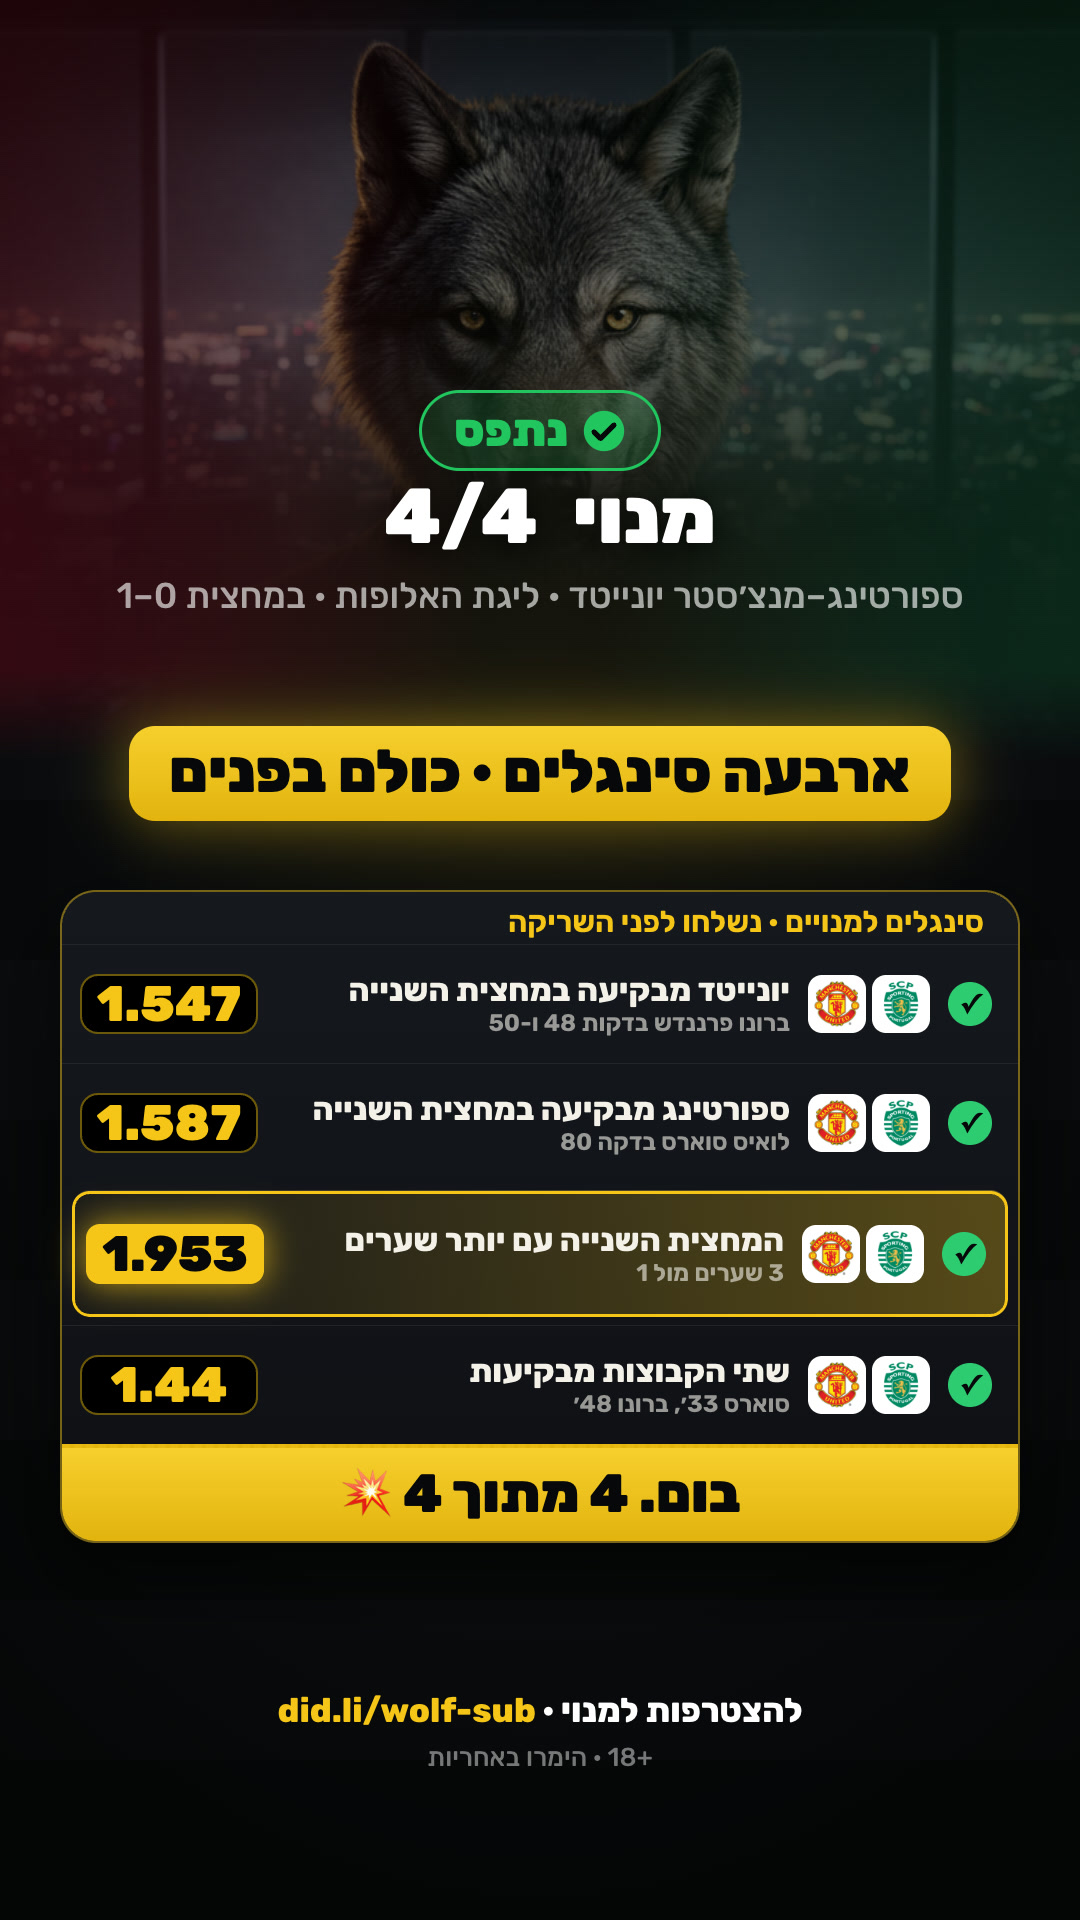 נתפס
מנוי 4/4
ספורטינג–מנצ׳סטר יונייטד • ליגת האלופות • במחצית 1–0
ארבעה סינגלים • כולם בפנים
סינגלים למנויים • נשלחו לפני השריקה
יונייטד מבקיעה במחצית השנייה
ברונו פרננדש בדקות 48 ו-50
1.547
ספורטינג מבקיעה במחצית השנייה
לואיס סוארס בדקה 80
1.587
המחצית השנייה עם יותר שערים
3 שערים מול 1
1.953
שתי הקבוצות מבקיעות
סוארס 33׳, ברונו 48׳
1.44
בום. 4 מתוך 4 💥
להצטרפות למנוי • did.li/wolf-sub
18+ • הימרו באחריות